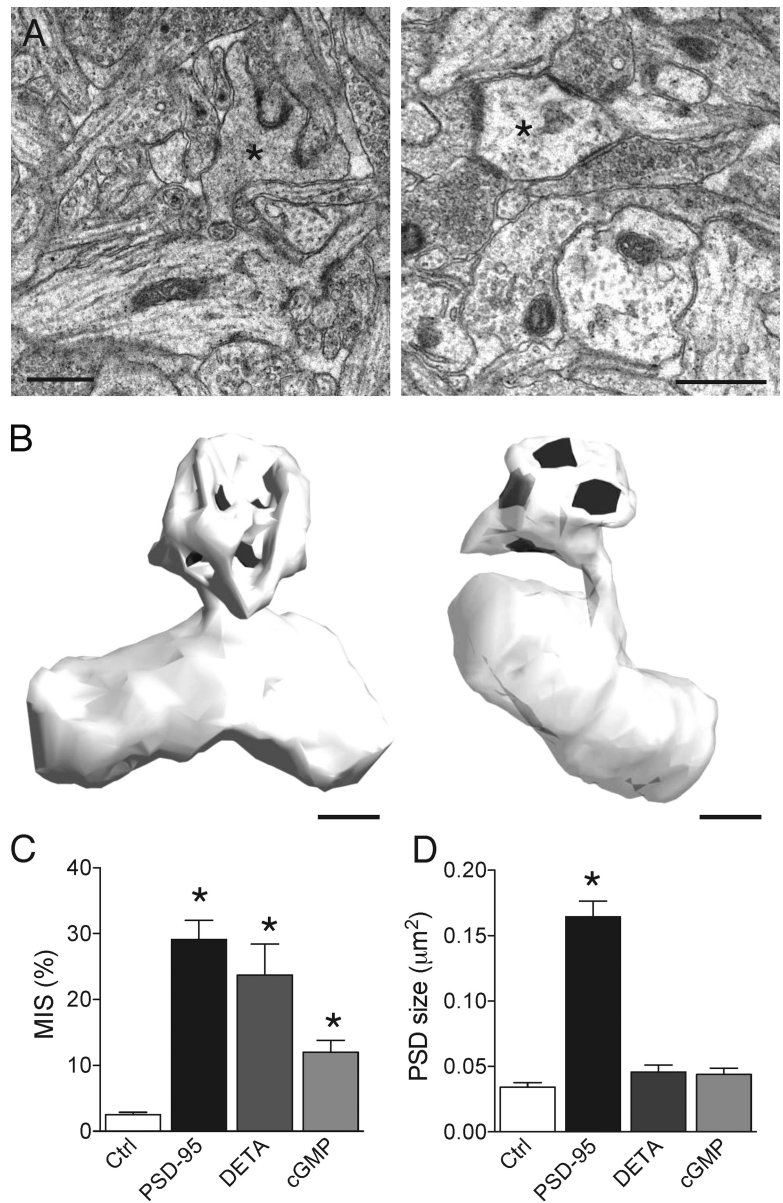 A
*
*
B
C
D
MIS (%)
40
30
20
10
0
*
*
*
Ctrl
PSD-95
DETA
cGMP
PSD size (μm²)
0.20
0.15
0.10
0.05
0.00
*
Ctrl
PSD-95
DETA
cGMP